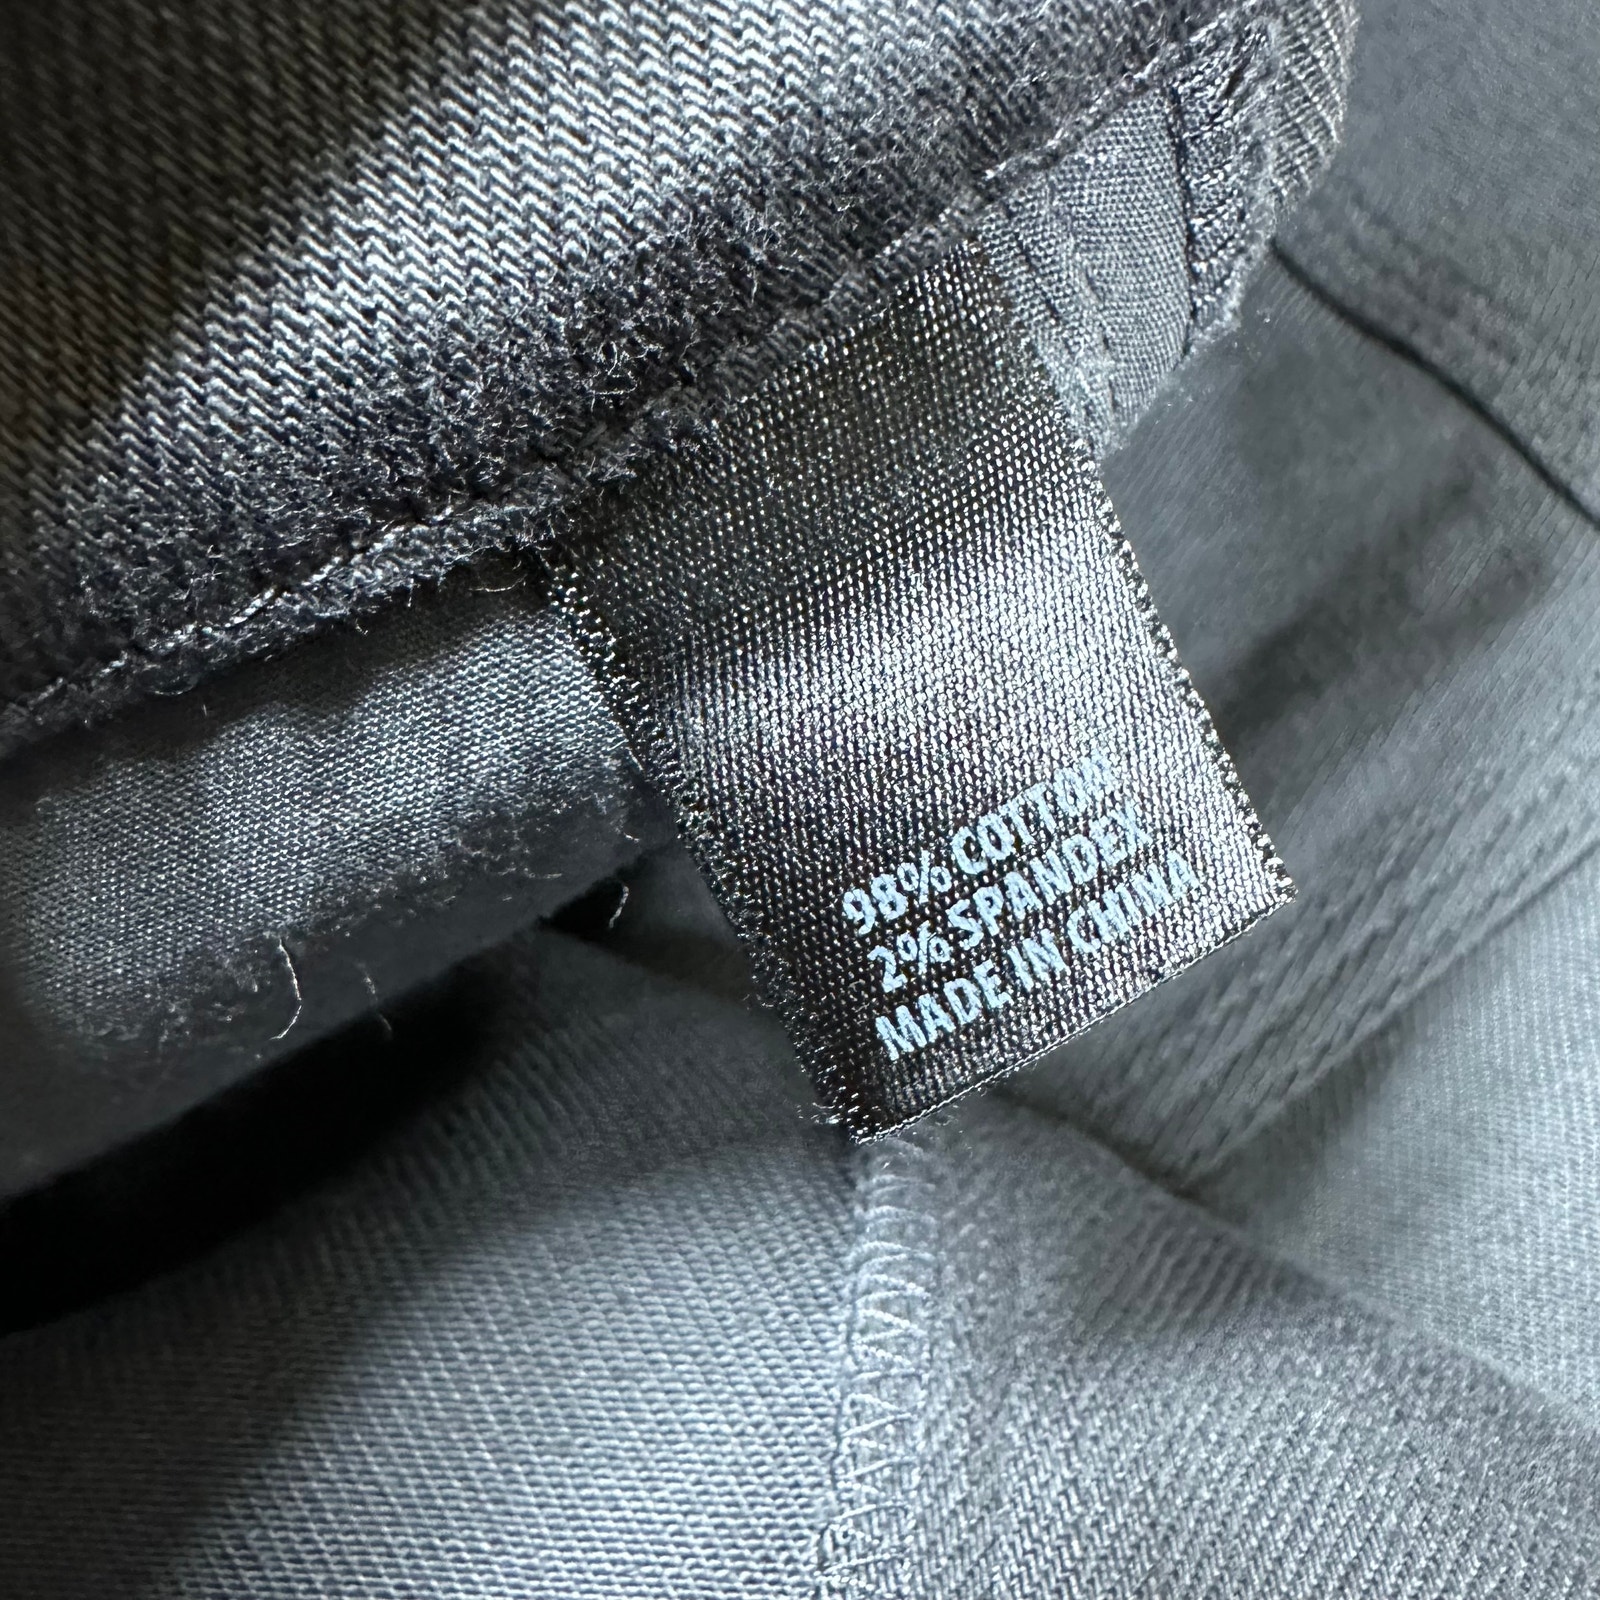 98% COTTON
2% SPANDEX
MADE IN CHINA